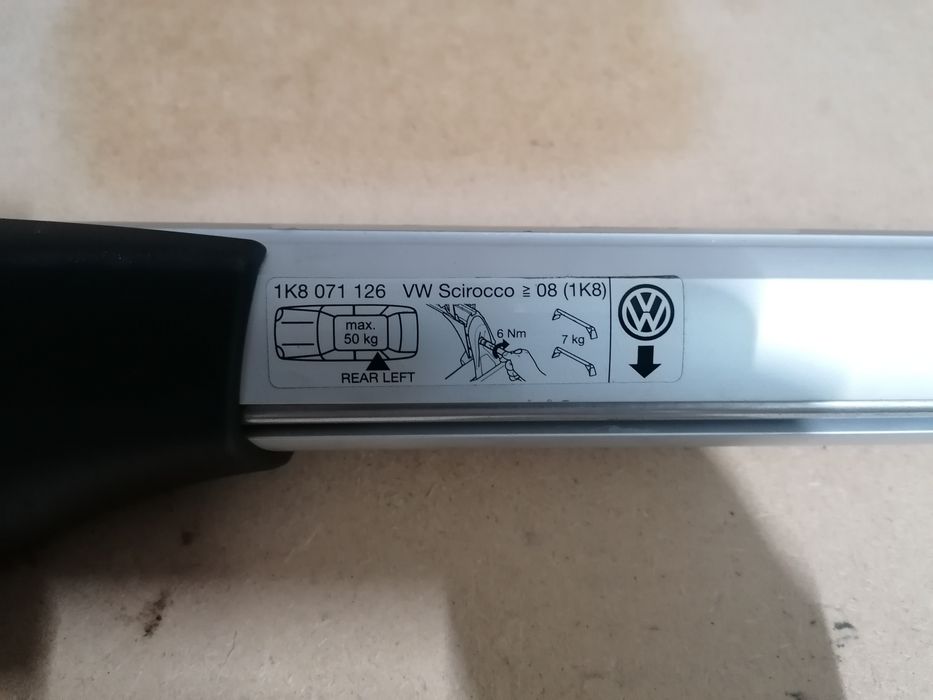 1K8 071 126 VW Scirocco ≧ 08 (1K8)
max.
50 kg
REAR LEFT
6 Nm
7 kg